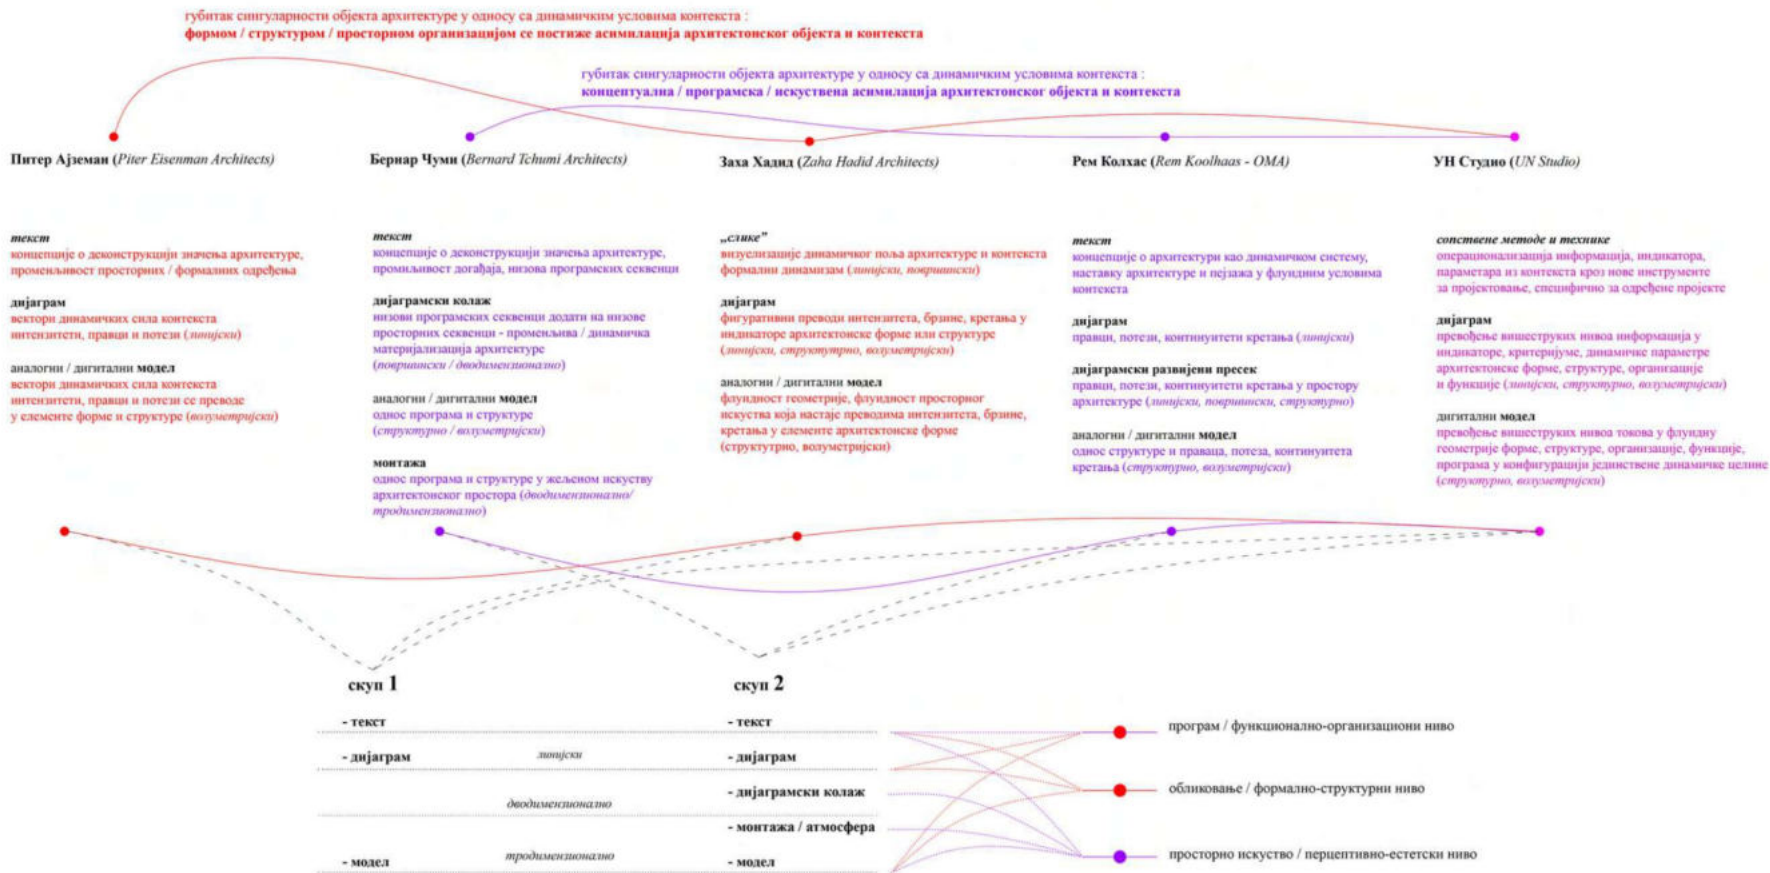 губитак сингуларности објекта архитектуре у односу са динамичким условима контекста :
формом / структуром / просторном организацијом се постиже асимилација архитектонског објекта и контекста
губитак сингуларности објекта архитектуре у односу са динамичким условима контекста :
концептуална / програмска / искуствена асимилација архитектонског објекта и контекста
Питер Ајземан (Piter Eisenman Architects)
текст
концепције о деконструкцији значења архитектуре,
променљивост просторних / формалних одређења
дијаграм
вектори динамичких сила контекста
интензитети, правци и потези (линијски)
аналогни / дигитални модел
вектори динамичких сила контекста
интензитети, правци и потези се преводе
у елементе форме и структуре (волуметријски)
Бернар Чуми (Bernard Tchumi Architects)
текст
концепције о деконструкцији значења архитектуре,
промиљивост догађаја, низова програмских секвенци
дијаграмски колаж
низови програмских секвенци додати на низове
просторних секвенци - променљива / динамичка
материјализација архитектуре
(површински / дводимензионално)
аналогни / дигитални модел
однос програма и структуре
(структурно / волуметријски)
монтажа
однос програма и структуре у жељеном искуству
архитектонског простора (дводимензионално/
тродимензионално)
Заха Хадид (Zaha Hadid Architects)
„слике”
визуелизације динамичког поља архитектуре и контекста
формални динамизам (линијски, површински)
дијаграм
фигуративни преводи интензитета, брзине, кретања у
индикаторе архитектонске форме или структуре
(линијски, структутрно, волуметријски)
аналогни / дигитални модел
флуидност геометрије, флуидност просторног
искуства која настаје преводима интензитета, брзине,
кретања у елементе архитектонске форме
(структутрно, волуметријски)
Рем Колхас (Rem Koolhaas - OMA)
текст
концепције о архитектури као динамичком систему,
наставку архитектуре и пејзажа у флуидним условима
контекста
дијаграм
правци, потези, континуитети кретања (линијски)
дијаграмски развијени пресек
правци, потези, континуитети кретања у простору
архитектуре (линијски, површински, структурно)
аналогни / дигитални модел
однос структуре и праваца, потеза, континуитета
кретања (структурно, волуметријски)
УН Студио (UN Studio)
сопствене методе и технике
операционализација информација, индикатора,
параметара из контекста кроз нове инструменте
за пројектовање, специфично за одређене пројекте
дијаграм
превођење вишеструких нивоа информација у
индикаторе, критеријуме, динамичке параметре
архитектонске форме, структуре, организације
и функције (линијски, структурно, волуметријски)
дигитални модел
превођење вишеструких нивоа токова у флуидну
геометрије форме, структуре, организације, функције,
програма у конфигурацији јединствене динамичке целине
(структурно, волуметријски)
скуп 1
- текст
- дијаграм
- модел
линијски
дводимензионално
тродимензионално
скуп 2
- текст
- дијаграм
- дијаграмски колаж
- монтажа / атмосфера
- модел
програм / функционално-организациони ниво
обликовање / формално-структурни ниво
просторно искуство / перцептивно-естетски ниво